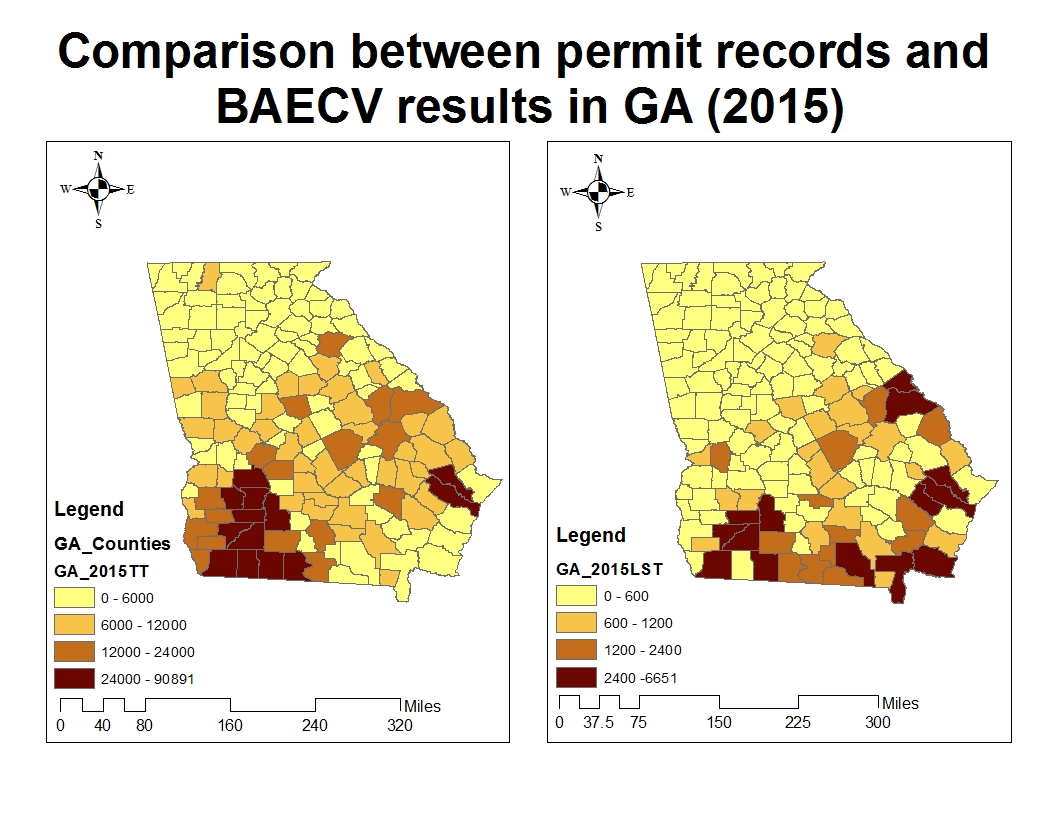 Comparison between permit records and
BAECV results in GA (2015)
N
W E
S
Legend
GA_Counties
GA_2015TT
0 - 6000
6000 - 12000
12000 - 24000
24000 - 90891
Miles
0 40 80 160 240 320
N
W E
S
Legend
GA_2015LST
0 - 600
600 - 1200
1200 - 2400
2400 -6651
Miles
0 37.5 75 150 225 300